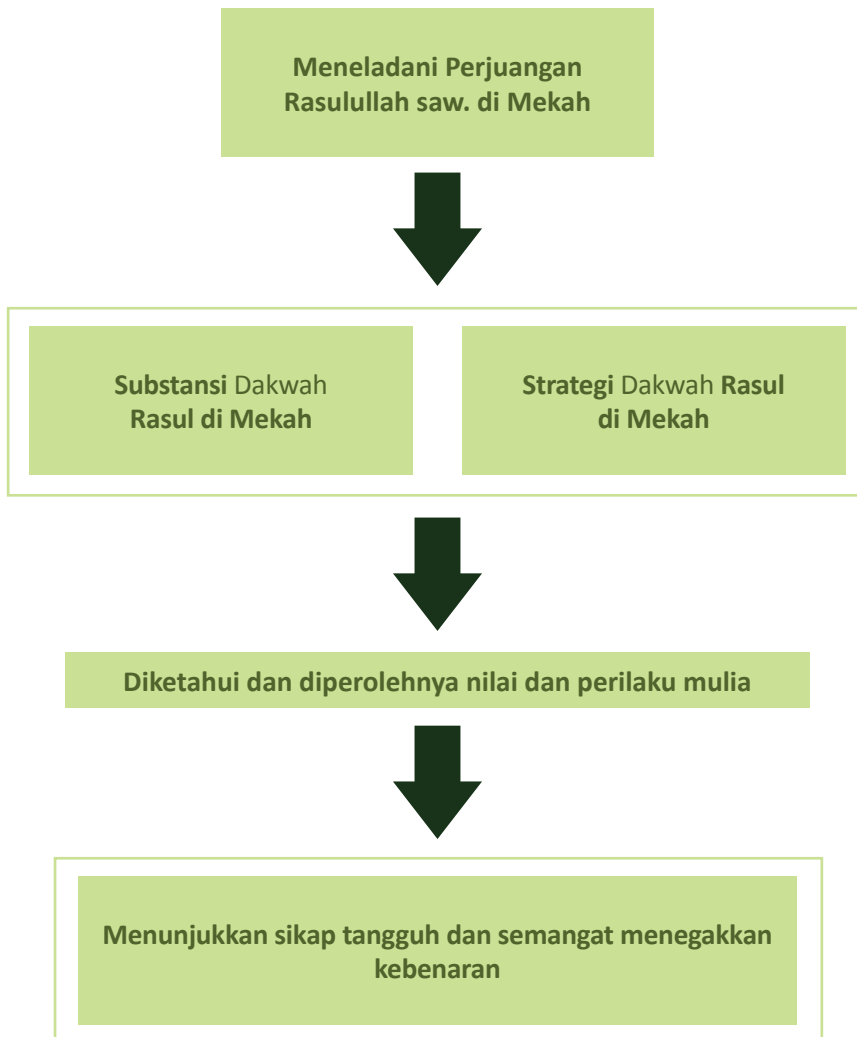 Meneladani Perjuangan
Rasulullah saw. di Mekah
Substansi Dakwah
Rasul di Mekah
Strategi Dakwah Rasul
di Mekah
Diketahui dan diperolehnya nilai dan perilaku mulia
Menunjukkan sikap tangguh dan semangat menegakkan
kebenaran